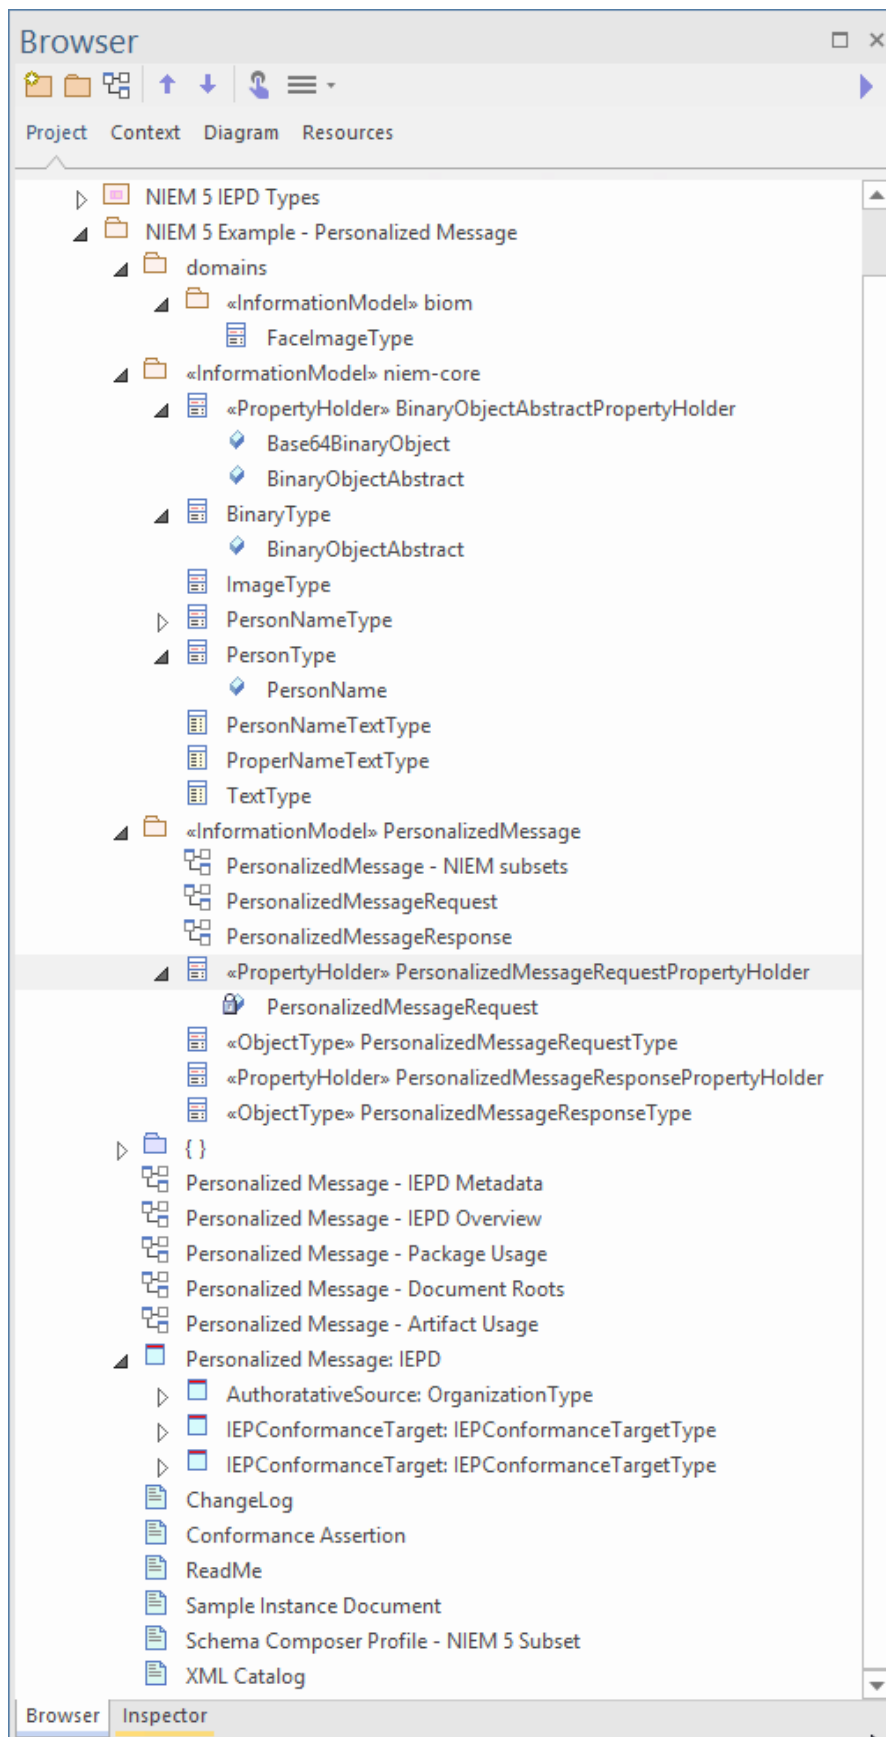 Browser
Project Context Diagram Resources
NIEM 5 IEPD Types
NIEM 5 Example - Personalized Message
domains
«InformationModel» biom
FaceImageType
«InformationModel» niem-core
«PropertyHolder» BinaryObjectAbstractPropertyHolder
Base64BinaryObject
BinaryObjectAbstract
BinaryType
BinaryObjectAbstract
ImageType
PersonNameType
PersonType
PersonName
PersonNameTextType
ProperNameTextType
TextType
«InformationModel» PersonalizedMessage
PersonalizedMessage - NIEM subsets
PersonalizedMessageRequest
PersonalizedMessageResponse
«PropertyHolder» PersonalizedMessageRequestPropertyHolder
PersonalizedMessageRequest
«ObjectType» PersonalizedMessageRequestType
«PropertyHolder» PersonalizedMessageResponsePropertyHolder
«ObjectType» PersonalizedMessageResponseType
{ }
Personalized Message - IEPD Metadata
Personalized Message - IEPD Overview
Personalized Message - Package Usage
Personalized Message - Document Roots
Personalized Message - Artifact Usage
Personalized Message: IEPD
AuthoratativeSource: OrganizationType
IEPConformanceTarget: IEPConformanceTargetType
IEPConformanceTarget: IEPConformanceTargetType
ChangeLog
Conformance Assertion
ReadMe
Sample Instance Document
Schema Composer Profile - NIEM 5 Subset
XML Catalog
Browser Inspector